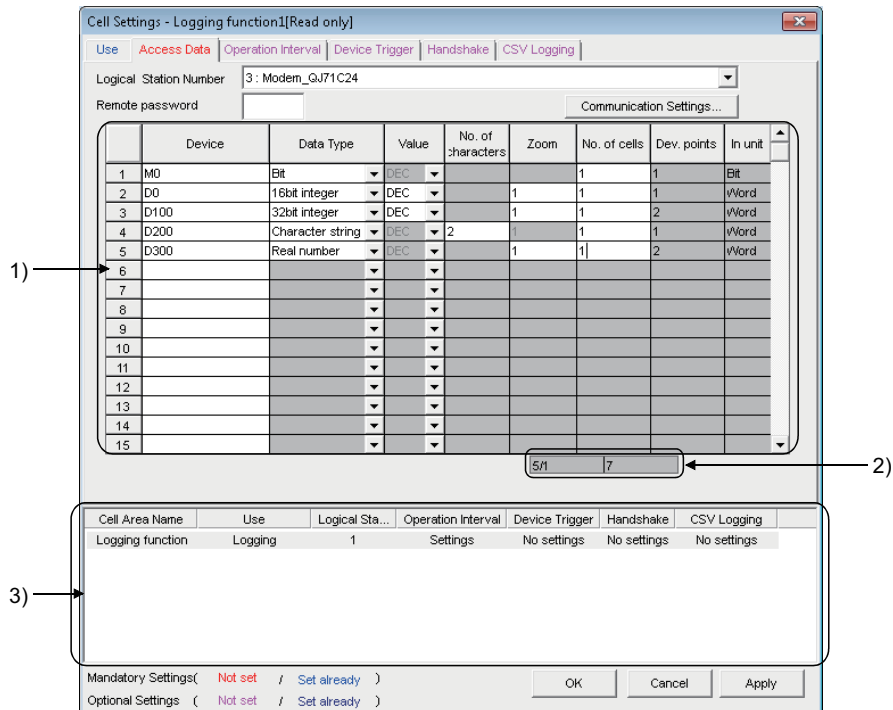 Cell Settings - Logging function1[Read only]
Use Access Data Operation Interval Device Trigger Handshake CSV Logging
Logical Station Number 3 : Modem_QJ71C24
Remote password Communication Settings...
Device Data Type Value No. of characters Zoom No. of cells Dev. points In unit
1 M0 Bit DEC 1 1 Bit
2 D0 16bit integer DEC 1 1 1 Word
3 D100 32bit integer DEC 1 1 2 Word
4 D200 Character string DEC 2 1 1 1 Word
5 D300 Real number DEC 1 1 2 Word
1) 6
7
8
9
10
11
12
13
14
15
5/1 7 2)
Cell Area Name Use Logical Sta... Operation Interval Device Trigger Handshake CSV Logging
Logging function Logging 1 Settings No settings No settings No settings
3)
Mandatory Settings( Not set / Set already )
OK Cancel Apply
Optional Settings ( Not set / Set already )